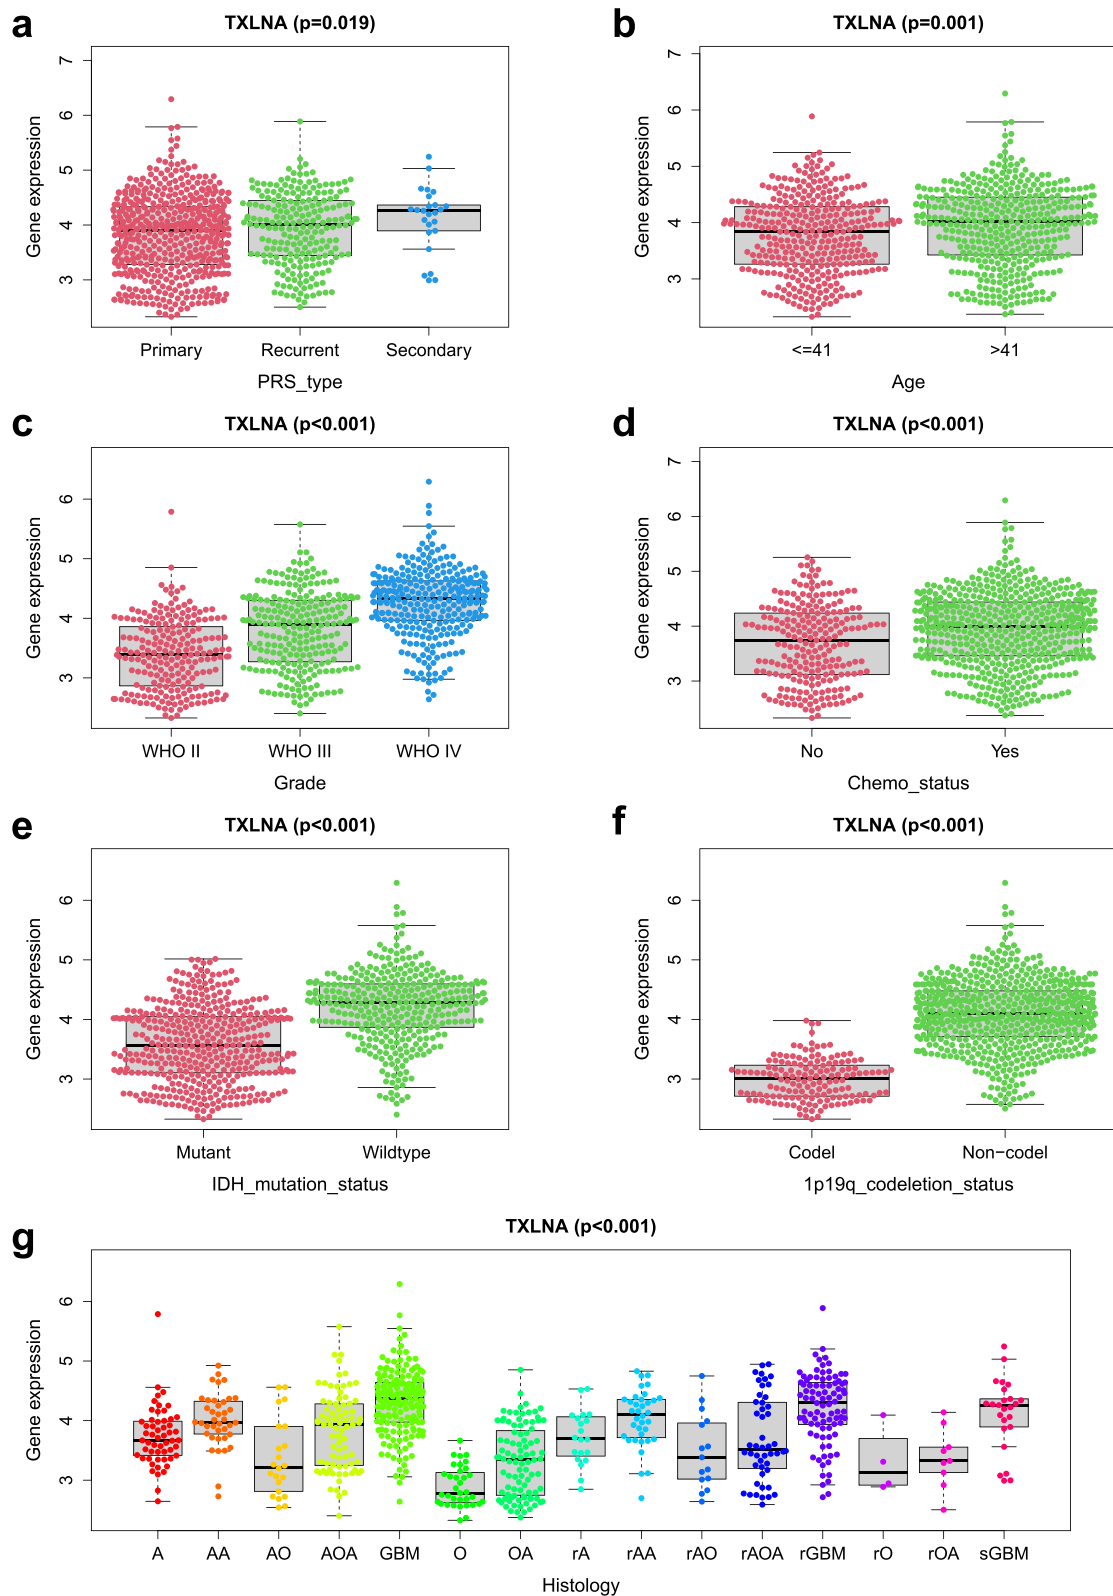 a
TXLNA (p=0.019)
Gene expression
7
6
5
4
3
Primary Recurrent Secondary
PRS_type
b
TXLNA (p=0.001)
Gene expression
7
6
5
4
3
<=41 >41
Age
c
TXLNA (p<0.001)
Gene expression
6
5
4
3
WHO II WHO III WHO IV
Grade
d
TXLNA (p<0.001)
Gene expression
7
6
5
4
3
No Yes
Chemo_status
e
TXLNA (p<0.001)
Gene expression
6
5
4
3
Mutant Wildtype
IDH_mutation_status
f
TXLNA (p<0.001)
Gene expression
6
5
4
3
Codel Non−codel
1p19q_codeletion_status
g
TXLNA (p<0.001)
Gene expression
6
5
4
3
A AA AO AOA GBM O OA rA rAA rAO rAOA rGBM rO rOA sGBM
Histology